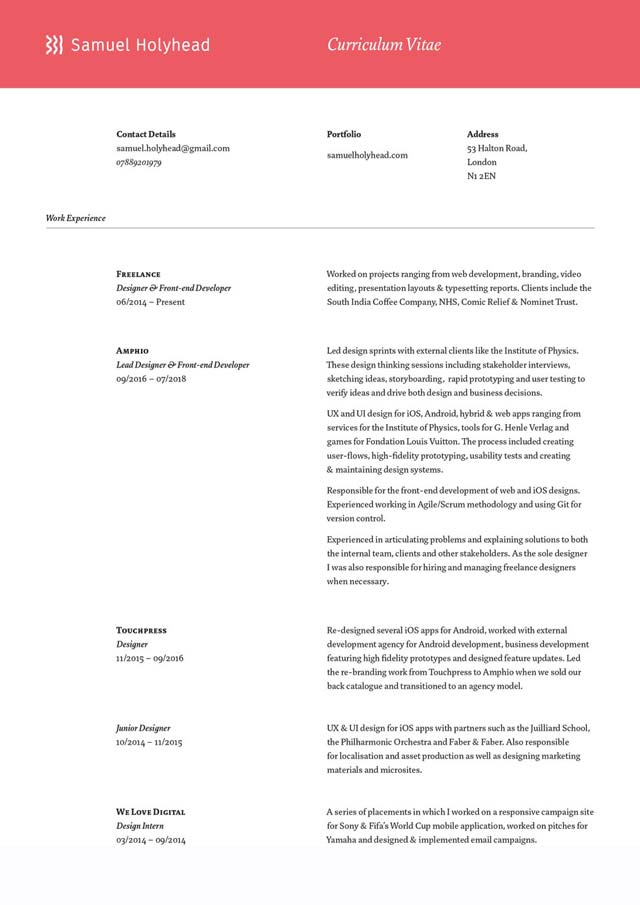 Samuel Holyhead
Curriculum Vitae
Contact Details
samuel.holyhead@gmail.com
07889201979
Portfolio
samuelholyhead.com
Address
53 Halton Road,
London
N1 2EN
Work Experience
Freelance
Designer & Front-end Developer
06/2014 – Present
Worked on projects ranging from web development, branding, video
editing, presentation layouts & typesetting reports. Clients include the
South India Coffee Company, NHS, Comic Relief & Nominet Trust.
Amphio
Lead Designer & Front-end Developer
09/2016 – 07/2018
Led design sprints with external clients like the Institute of Physics.
These design thinking sessions including stakeholder interviews,
sketching ideas, storyboarding, rapid prototyping and user testing to
verify ideas and drive both design and business decisions.
UX and UI design for iOS, Android, hybrid & web apps ranging from
services for the Institute of Physics, tools for G. Henle Verlag and
games for Fondation Louis Vuitton. The process included creating
user-flows, high-fidelity prototyping, usability tests and creating
& maintaining design systems.
Responsible for the front-end development of web and iOS designs.
Experienced working in Agile/Scrum methodology and using Git for
version control.
Experienced in articulating problems and explaining solutions to both
the internal team, clients and other stakeholders. As the sole designer
I was also responsible for hiring and managing freelance designers
when necessary.
Touchpress
Designer
11/2015 – 09/2016
Re-designed several iOS apps for Android, worked with external
development agency for Android development, business development
featuring high fidelity prototypes and designed feature updates. Led
the re-branding work from Touchpress to Amphio when we sold our
back catalogue and transitioned to an agency model.
Junior Designer
10/2014 – 11/2015
UX & UI design for iOS apps with partners such as the Juilliard School,
the Philharmonic Orchestra and Faber & Faber. Also responsible
for localisation and asset production as well as designing marketing
materials and microsites.
We Love Digital
Design Intern
03/2014 – 09/2014
A series of placements in which I worked on a responsive campaign site
for Sony & Fifa's World Cup mobile application, worked on pitches for
Yamaha and designed & implemented email campaigns.